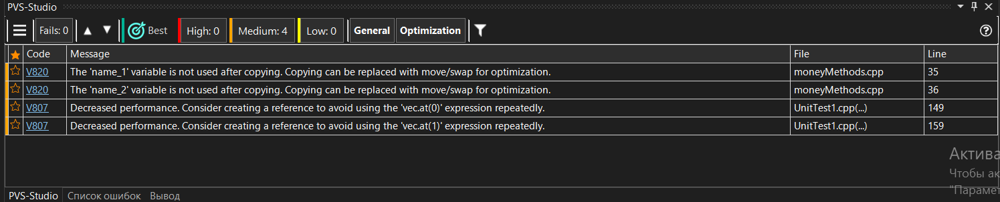 PVS-Studio
Fails: 0 Best High: 0 Medium: 4 Low: 0 General Optimization
Code Message File Line
V820 The 'name_1' variable is not used after copying. Copying can be replaced with move/swap for optimization. moneyMethods.cpp 35
V820 The 'name_2' variable is not used after copying. Copying can be replaced with move/swap for optimization. moneyMethods.cpp 36
V807 Decreased performance. Consider creating a reference to avoid using the 'vec.at(0)' expression repeatedly. UnitTest1.cpp(...) 149
V807 Decreased performance. Consider creating a reference to avoid using the 'vec.at(1)' expression repeatedly. UnitTest1.cpp(...) 159
Актива
Чтобы ак
"Парамет
PVS-Studio Список ошибок Вывод